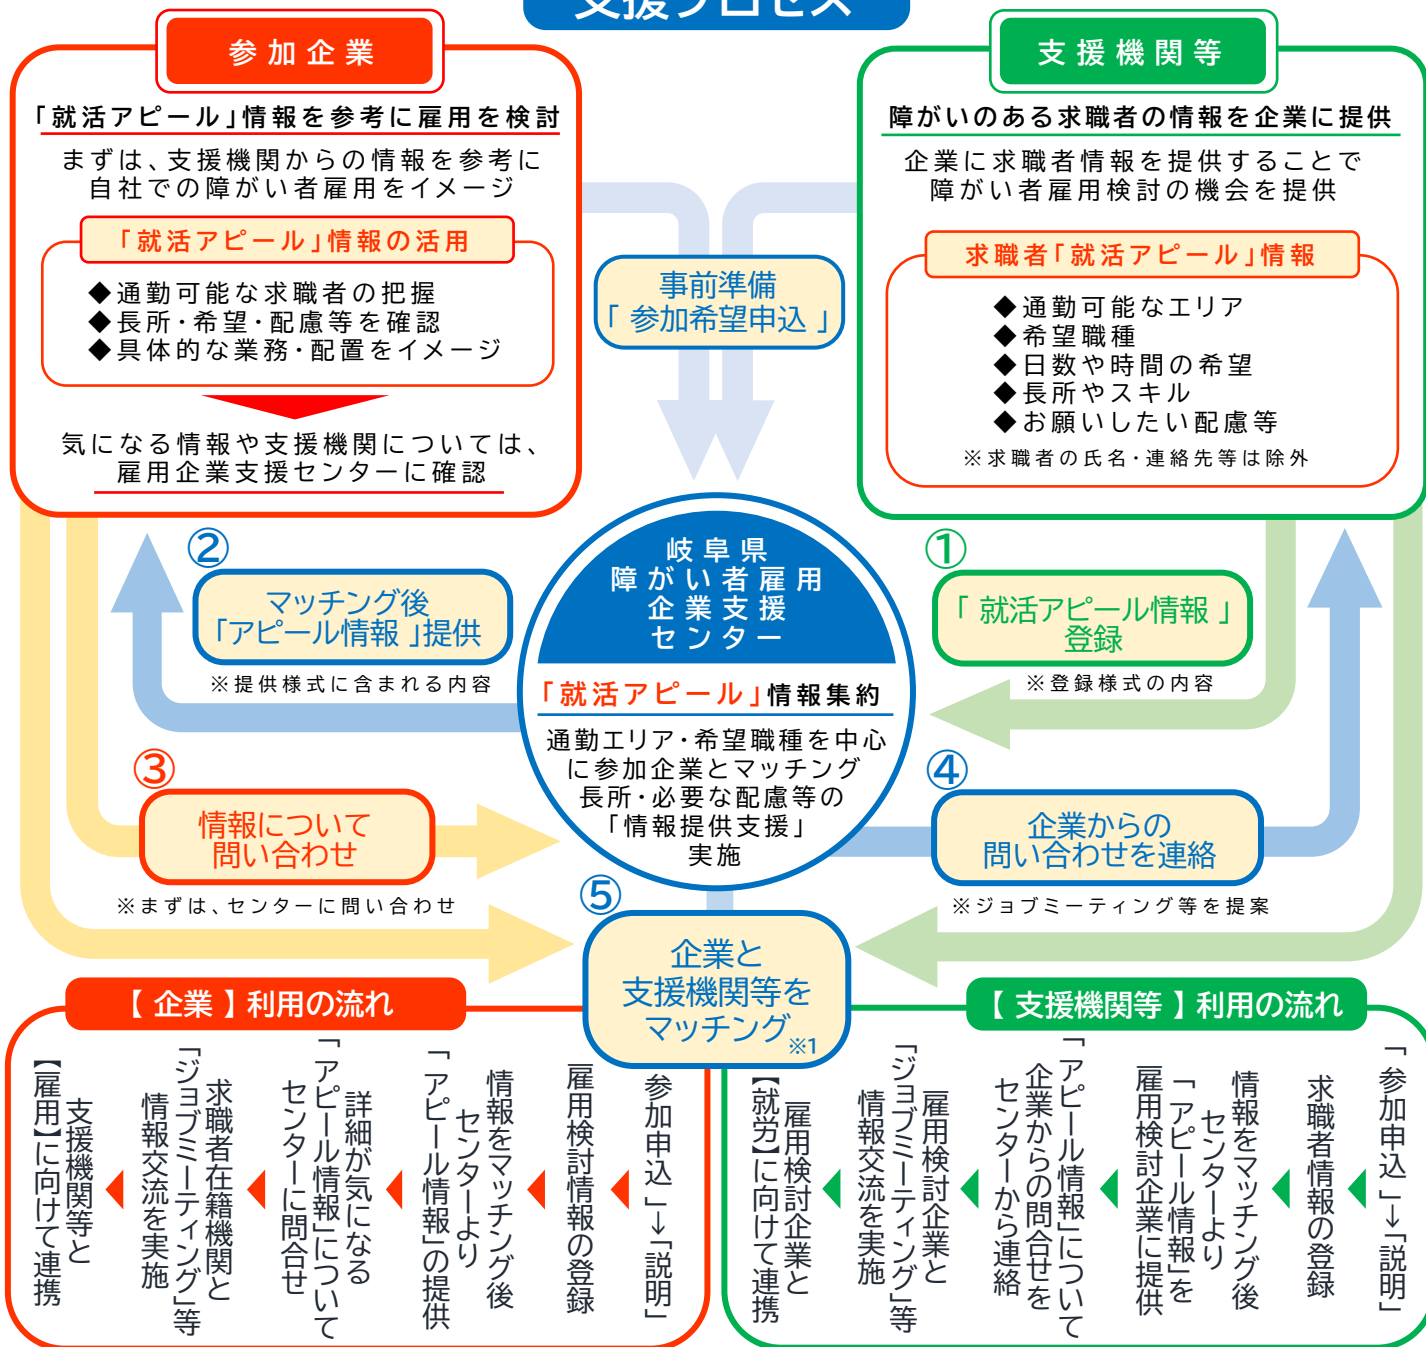 支援プロセス
参加企業
「就活アピール」情報を参考に雇用を検討
まずは、支援機関からの情報を参考に
自社での障がい者雇用をイメージ
「就活アピール」情報の活用
◆通勤可能な求職者の把握
◆長所・希望・配慮等を確認
◆具体的な業務・配置をイメージ
気になる情報や支援機関については、
雇用企業支援センターに確認
支援機関等
障がいのある求職者の情報を企業に提供
企業に求職者情報を提供することで
障がい者雇用検討の機会を提供
求職者「就活アピール」情報
◆通勤可能なエリア
◆希望職種
◆日数や時間の希望
◆長所やスキル
◆お願いしたい配慮等
※求職者の氏名・連絡先等は除外
事前準備
「 参加希望申込 」
岐阜県
障がい者雇用
企業支援
センター
「就活アピール」情報集約
通勤エリア・希望職種を中心
に参加企業とマッチング
長所・必要な配慮等の
「情報提供支援」
実施
①
「 就活アピール情報 」
登録
※登録様式の内容
②
マッチング後
「アピール情報 」提供
※提供様式に含まれる内容
③
情報について
問い合わせ
※まずは、センターに問い合わせ
④
企業からの
問い合わせを連絡
※ジョブミーティング等を提案
⑤
企業と
支援機関等を
マッチング※1
【 企業 】利用の流れ
「参加申込」→「説明」
雇用検討情報の登録
情報をマッチング後
センターより
「アピール情報」の提供
詳細が気になる
「アピール情報」について
センターに問合せ
求職者在籍機関と
「ジョブミーティング」等
情報交流を実施
支援機関等と
【雇用】に向けて連携
【 支援機関等 】利用の流れ
「参加申込」→「説明」
求職者情報の登録
情報をマッチング後
センターより
「アピール情報」を
雇用検討企業に提供
「アピール情報」について
企業からの問合せを
センターから連絡
雇用検討企業と
「ジョブミーティング」等
情報交流を実施
雇用検討企業と
【就労】に向けて連携